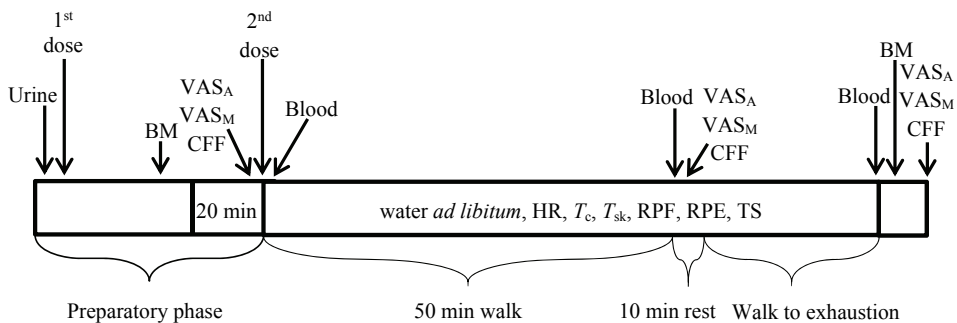 1st
dose
2nd
dose
Urine
BM
VASA
VASM
CFF
Blood
Blood
VASA
VASM
CFF
Blood
BM
VASA
VASM
CFF
20 min
water ad libitum, HR, Tc, Tsk, RPF, RPE, TS
Preparatory phase
50 min walk
10 min rest
Walk to exhaustion